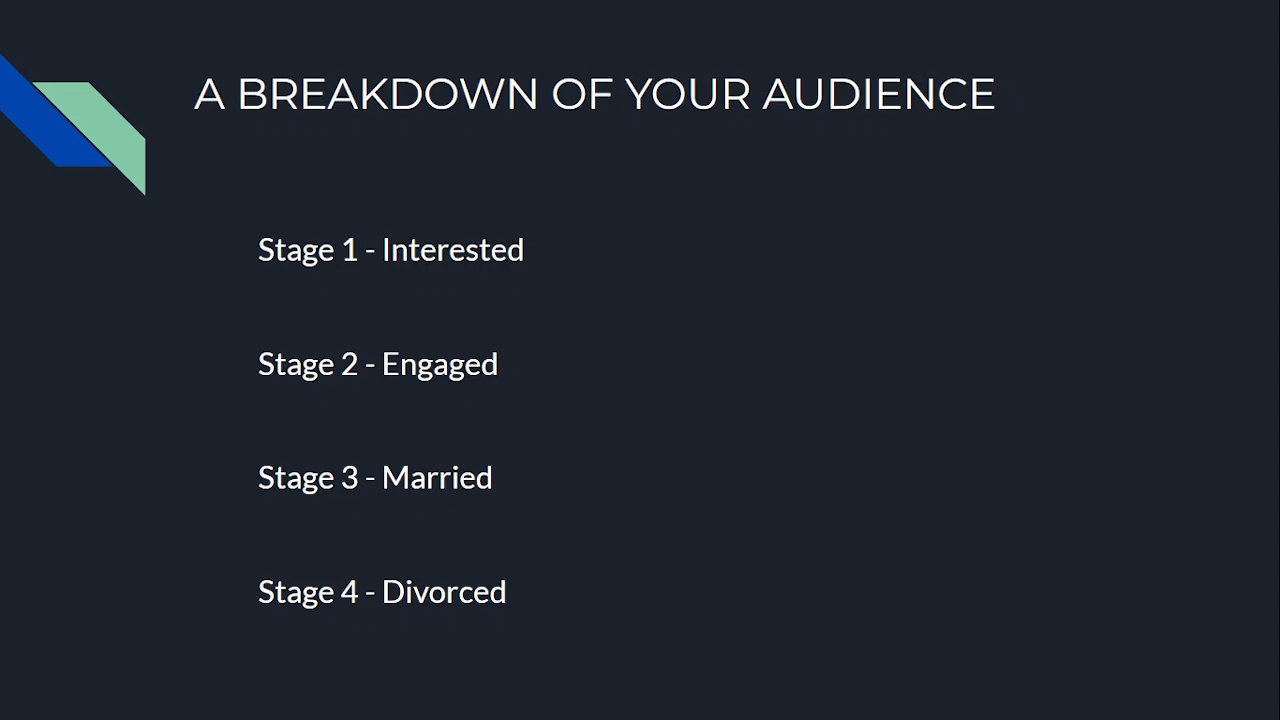 A BREAKDOWN OF YOUR AUDIENCE
Stage 1 - Interested
Stage 2 - Engaged
Stage 3 - Married
Stage 4 - Divorced